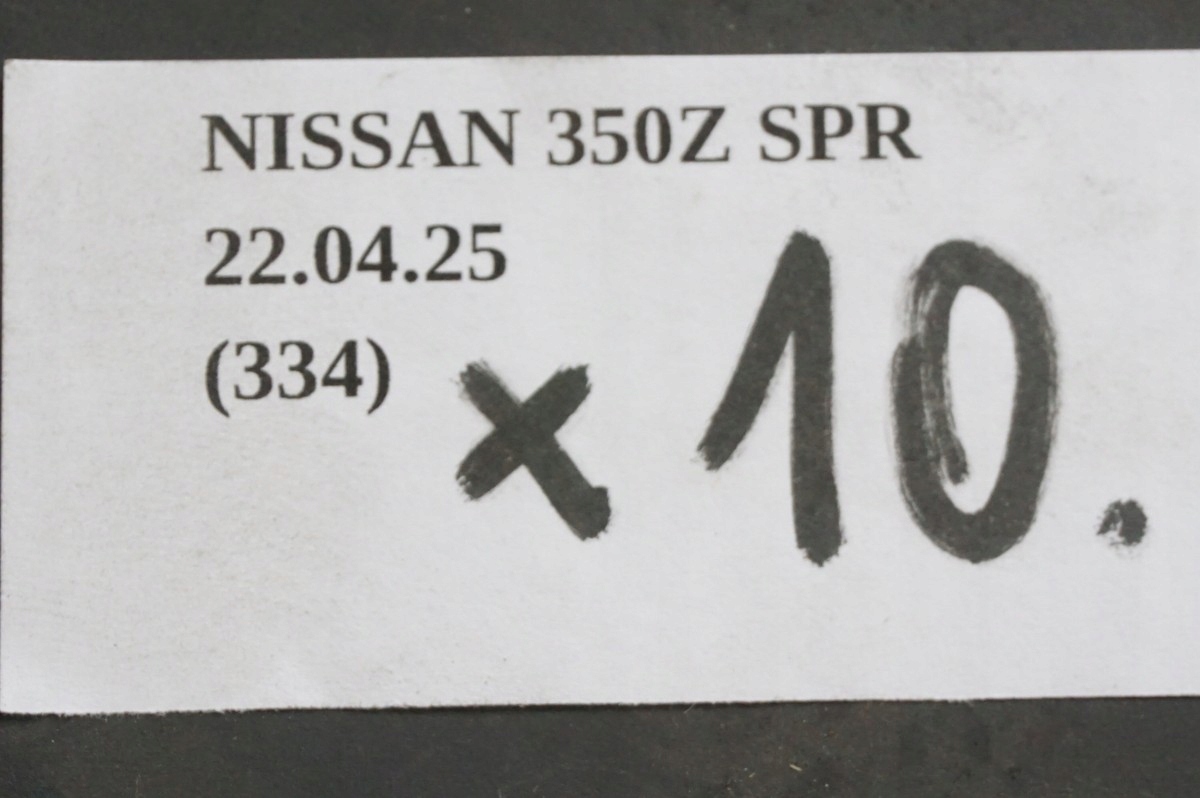 NISSAN 350Z SPR
22.04.25
(334)
x 10.